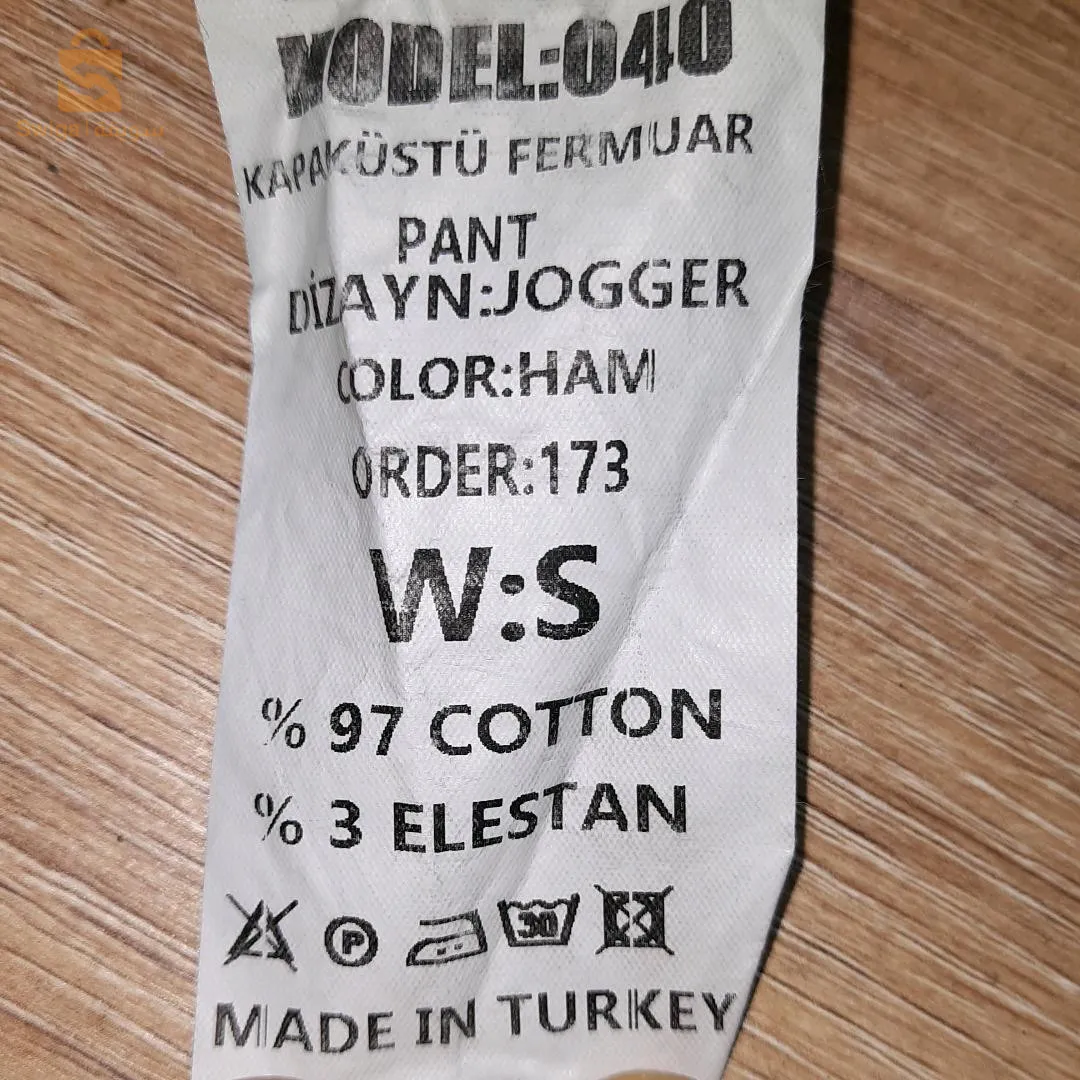 MODEL:040
KAPAKÜSTÜ FERMUAR
PANT
DİZAYN:JOGGER
COLOR:HAM
ORDER:173
W:S
% 97 COTTON
% 3 ELESTAN
P
30
MADE IN TURKEY